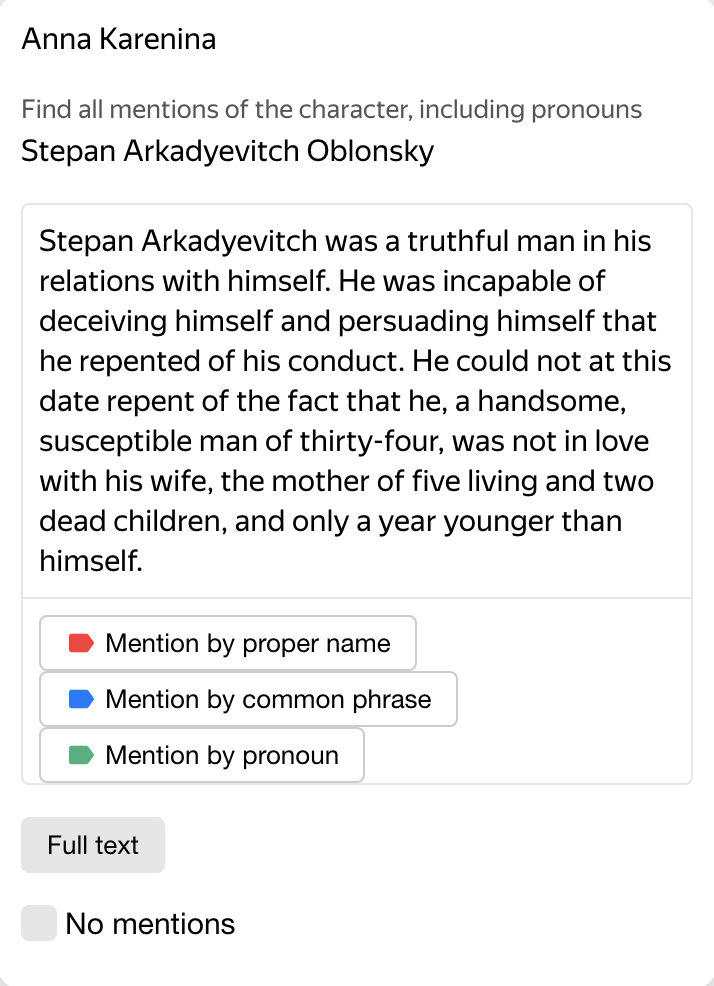 Anna Karenina
Find all mentions of the character, including pronouns
Stepan Arkadyevitch Oblonsky
Stepan Arkadyevitch was a truthful man in his
relations with himself. He was incapable of
deceiving himself and persuading himself that
he repented of his conduct. He could not at this
date repent of the fact that he, a handsome,
susceptible man of thirty-four, was not in love
with his wife, the mother of five living and two
dead children, and only a year younger than
himself.
Mention by proper name
Mention by common phrase
Mention by pronoun
Full text
No mentions